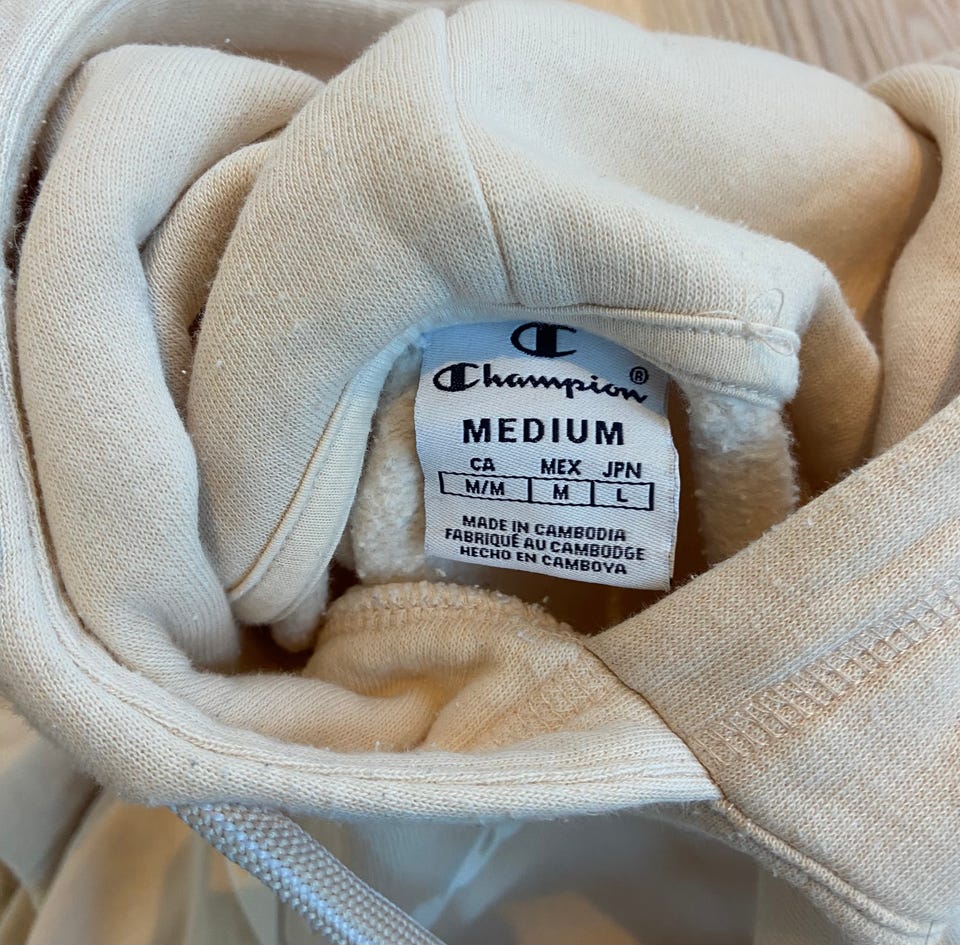 Champion®
MEDIUM
CA MEX JPN
M/M M L
MADE IN CAMBODIA
FABRIQUÉ AU CAMBODGE
HECHO EN CAMBOYA